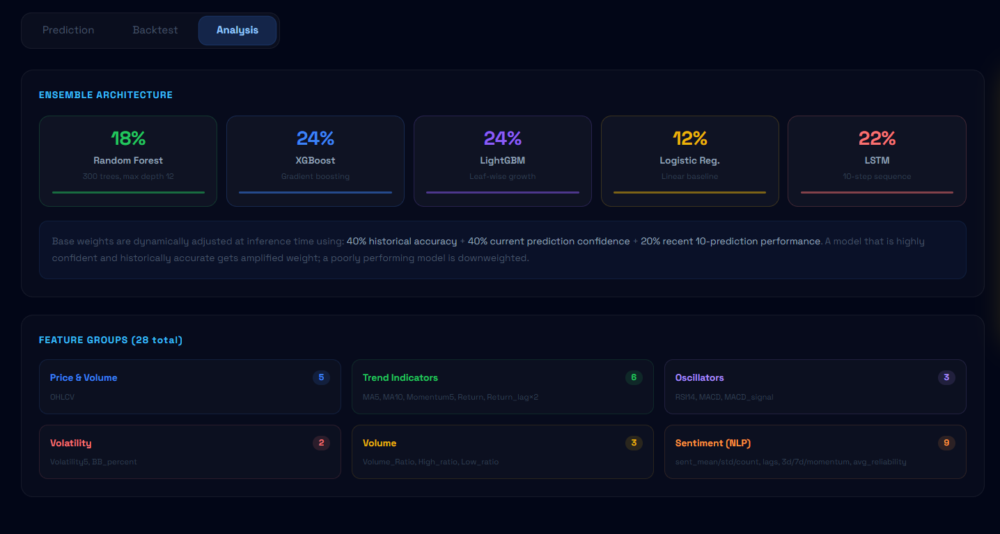 Prediction Backtest Analysis
ENSEMBLE ARCHITECTURE
18% 24% 24% 12% 22%
Random Forest XGBoost LightGBM Logistic Reg. LSTM
300 trees, max depth 12 Gradient boosting Leaf-wise growth Linear baseline 10-step sequence
Base weights are dynamically adjusted at inference time using: 40% historical accuracy + 40% current prediction confidence + 20% recent 10-prediction performance. A model that is highly
confident and historically accurate gets amplified weight; a poorly performing model is downweighted.
FEATURE GROUPS (28 total)
Price & Volume 5 Trend Indicators 6 Oscillators 3
OHLCV MA5, MA10, Momentum5, Return, Return_lag×2 RSI14, MACD, MACD_signal
Volatility 2 Volume 3 Sentiment (NLP) 9
Volatility5, BB_percent Volume_Ratio, High_ratio, Low_ratio sent_mean/std/count, lags, 3d/7d/momentum, avg_reliability